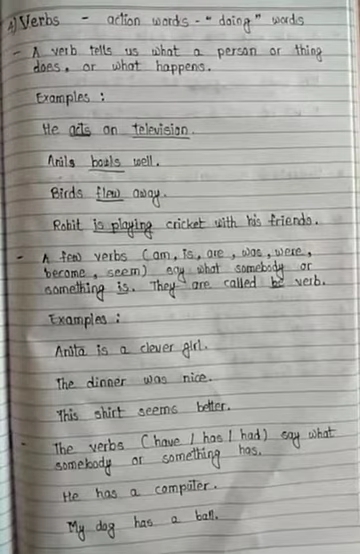 4) Verbs - action words - "doing" words
- A verb tells us what a person or thing
does, or what happens.
Examples :
He acts on television.
Anils bowls well.
Birds flew away.
Rohit is playing cricket with his friends.
- A few verbs (am, is, are, was, were,
become, seem) say what somebody or
something is. They are called be verb.
Examples :
Anita is a clever girl.
The dinner was nice.
This shirt seems better.
- The verbs (have / has / had) say what
somebody or something has.
He has a computer.
My dog has a ball.